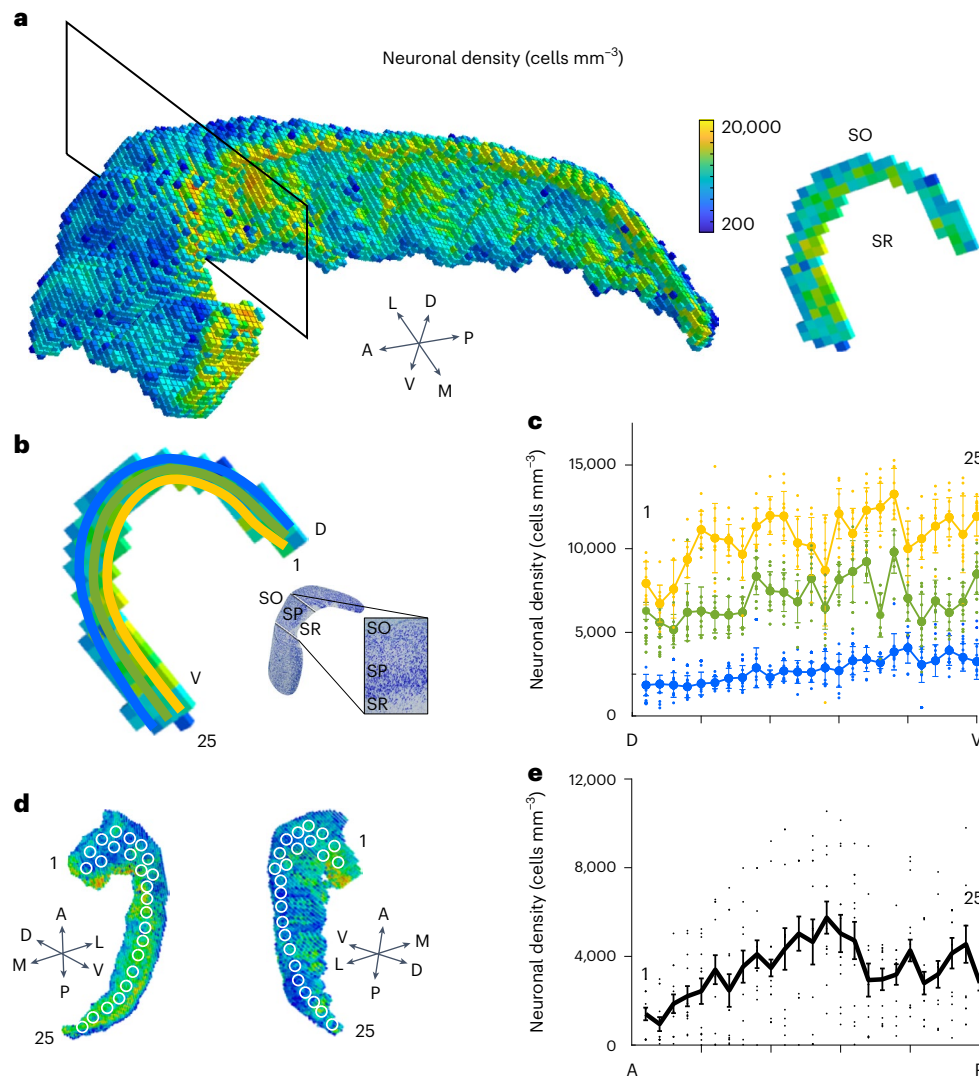 a
Neuronal density (cells mm⁻³)
20,000
200
SO
SR
L
D
A
P
V
M
b
D
1
SO
SP
SR
SO
SP
SR
V
25
c
Neuronal density (cells mm⁻³)
15,000
10,000
5,000
0
1
25
D
V
d
1
A
D
L
M
V
P
25
1
A
V
M
L
D
P
25
e
Neuronal density (cells mm⁻³)
12,000
8,000
4,000
0
1
25
A